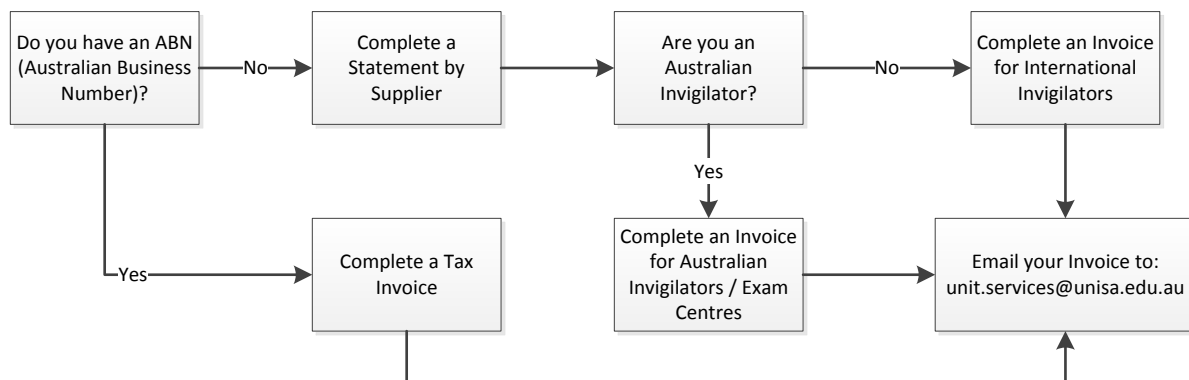 Do you have an ABN
(Australian Business
Number)?
No
Complete a
Statement by
Supplier
Are you an
Australian
Invigilator?
No
Complete an Invoice
for International
Invigilators
Yes
Yes
Complete a Tax
Invoice
Complete an Invoice
for Australian
Invigilators / Exam
Centres
Email your Invoice to:
unit.services@unisa.edu.au